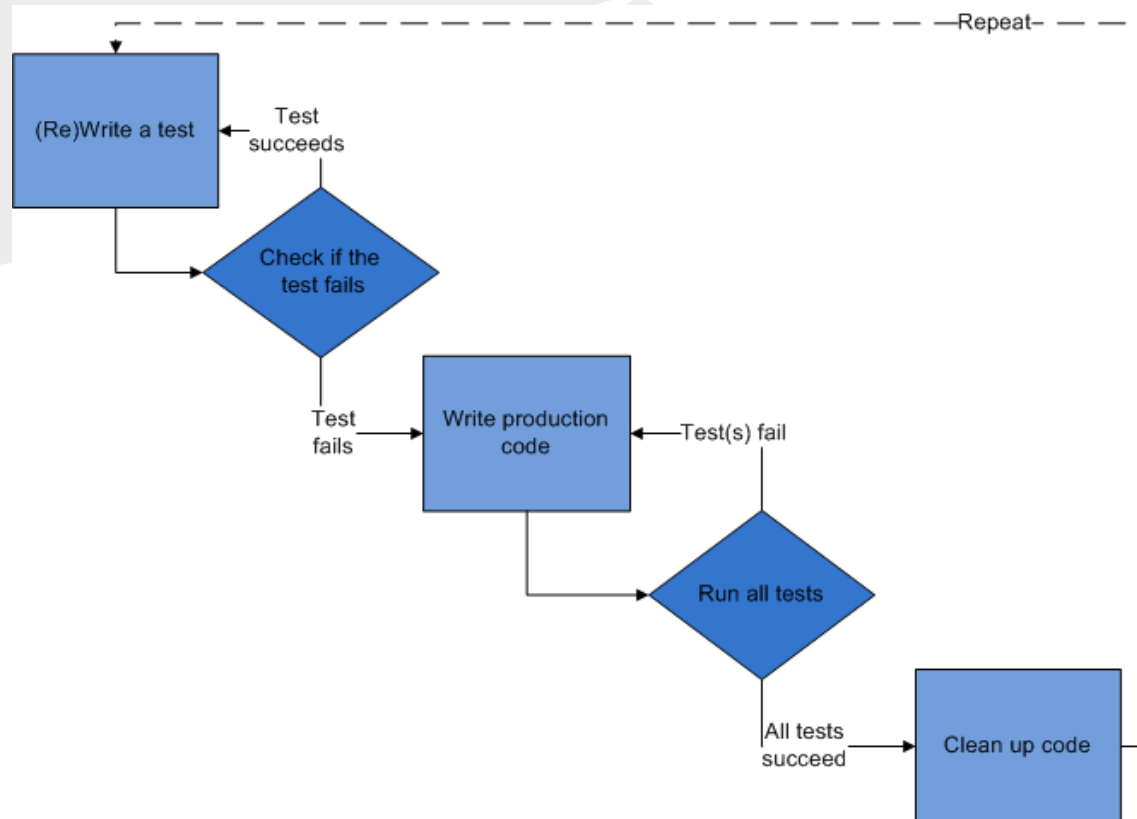 Repeat
(Re)Write a test
Test
succeeds
Check if the
test fails
Test
fails
Write production
code
Test(s) fail
Run all tests
All tests
succeed
Clean up code